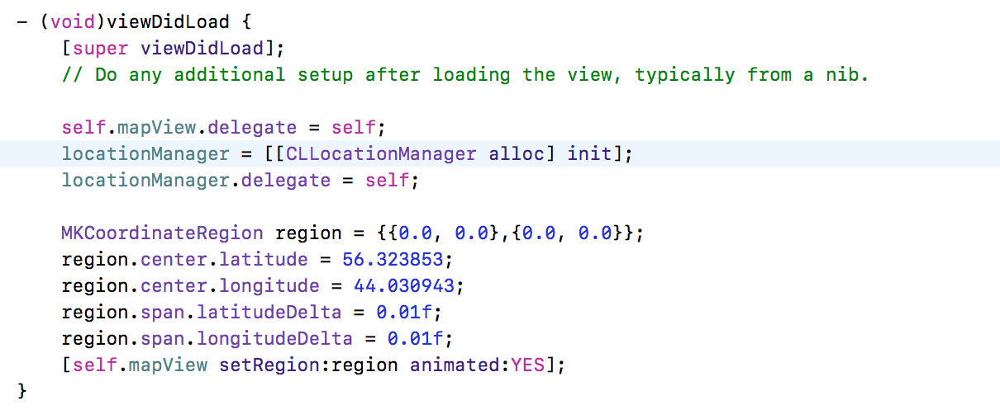 – (void)viewDidLoad {
    [super viewDidLoad];
    // Do any additional setup after loading the view, typically from a nib.
    self.mapView.delegate = self;
    locationManager = [[CLLocationManager alloc] init];
    locationManager.delegate = self;
    MKCoordinateRegion region = {{0.0, 0.0},{0.0, 0.0}};
    region.center.latitude = 56.323853;
    region.center.longitude = 44.030943;
    region.span.latitudeDelta = 0.01f;
    region.span.longitudeDelta = 0.01f;
    [self.mapView setRegion:region animated:YES];
}